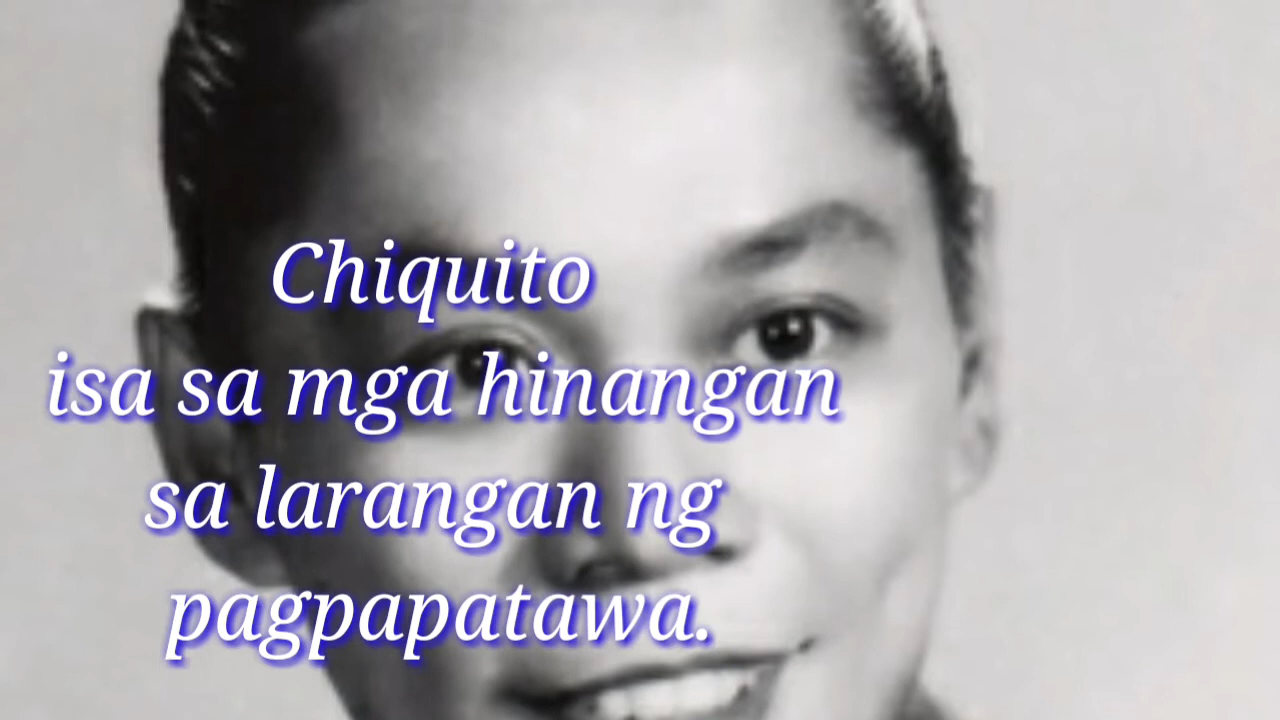 Chiquito
isa sa mga hinangan
sa larangan ng
pagpapatawa.